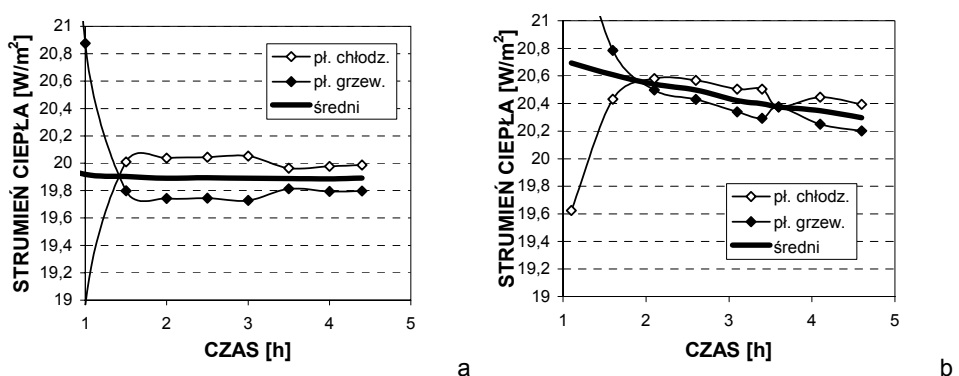 STRUMIEŃ CIEPŁA [W/m²]
21
20,8
20,6
20,4
20,2
20
19,8
19,6
19,4
19,2
19
1 2 3 4 5
CZAS [h]
pł. chłodz.
pł. grzew.
średni
a
STRUMIEŃ CIEPŁA [W/m²]
21
20,8
20,6
20,4
20,2
20
19,8
19,6
19,4
19,2
19
1 2 3 4 5
CZAS [h]
pł. chłodz.
pł. grzew.
średni
b